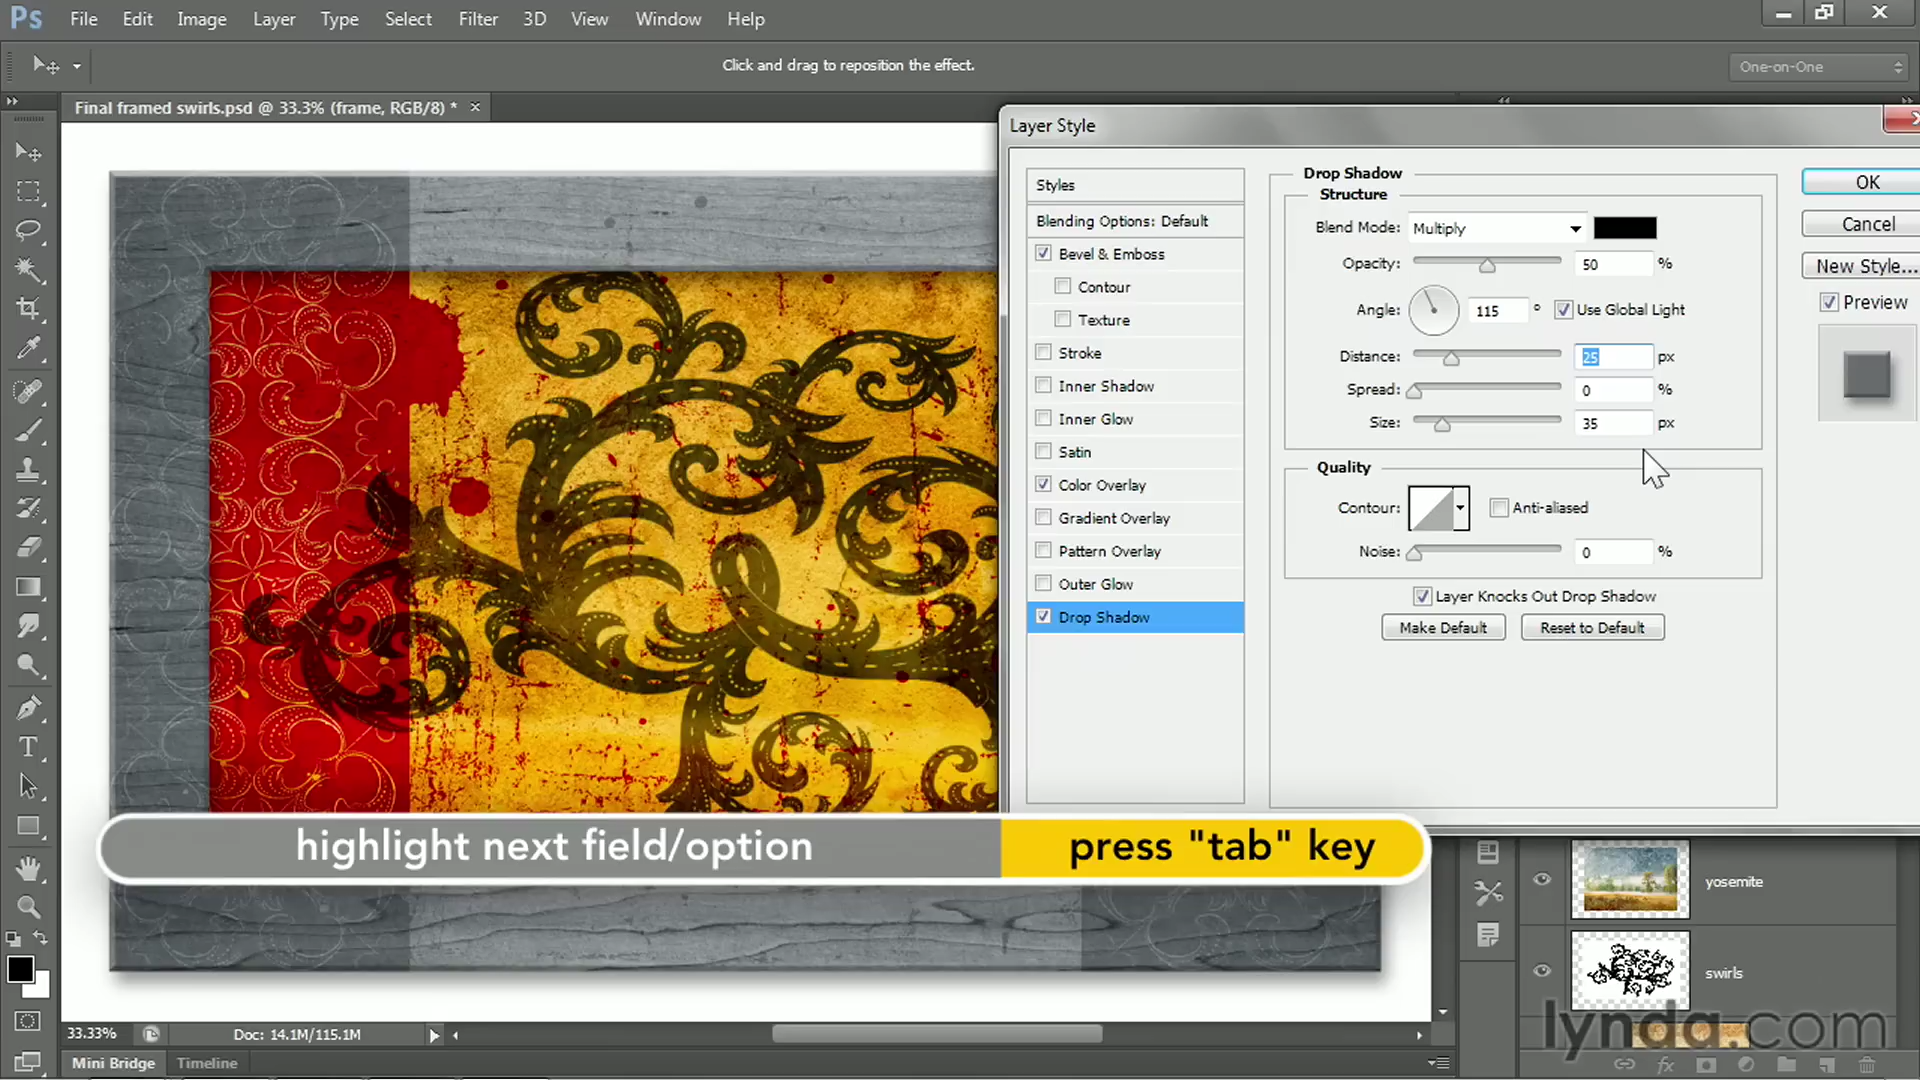 Ps File Edit Image Layer Type Select Filter 3D View Window Help
Click and drag to reposition the effect.
One-on-One
Final framed swirls.psd @ 33.3% (frame, RGB/8) *
Layer Style
Styles
Blending Options: Default
Bevel & Emboss
Contour
Texture
Stroke
Inner Shadow
Inner Glow
Satin
Color Overlay
Gradient Overlay
Pattern Overlay
Outer Glow
Drop Shadow
Drop Shadow
Structure
Blend Mode: Multiply
Opacity: 50 %
Angle: 115 ° Use Global Light
Distance: 25 px
Spread: 0 %
Size: 35 px
Quality
Contour: Anti-aliased
Noise: 0 %
Layer Knocks Out Drop Shadow
Make Default Reset to Default
OK
Cancel
New Style...
Preview
highlight next field/option press "tab" key
yosemite
swirls
lynda.com
33.33% Doc: 14.1M/115.1M
Mini Bridge Timeline
fx